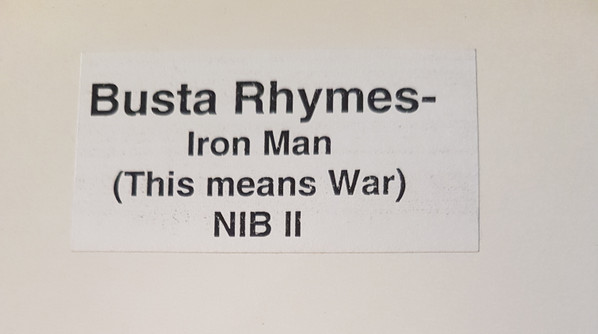 Busta Rhymes-
Iron Man
(This means War)
NIB II